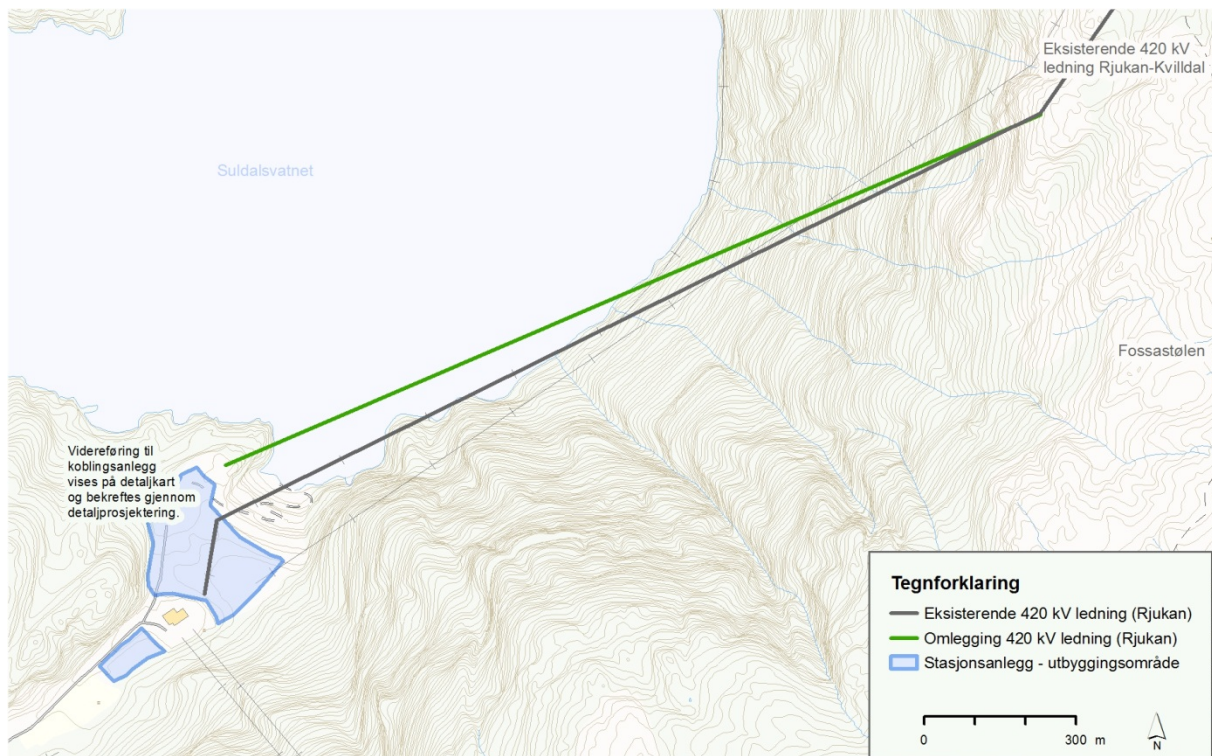 Eksisterende 420 kV
ledning Rjukan-Kvilldal
Suldalsvatnet
Fossastølen
Videreføring til
koblingsanlegg
vises på detaljkart
og bekreftes gjennom
detaljprosjektering.
Tegnforklaring
Eksisterende 420 kV ledning (Rjukan)
Omlegging 420 kV ledning (Rjukan)
Stasjonsanlegg - utbyggingsområde
0 300 m
N